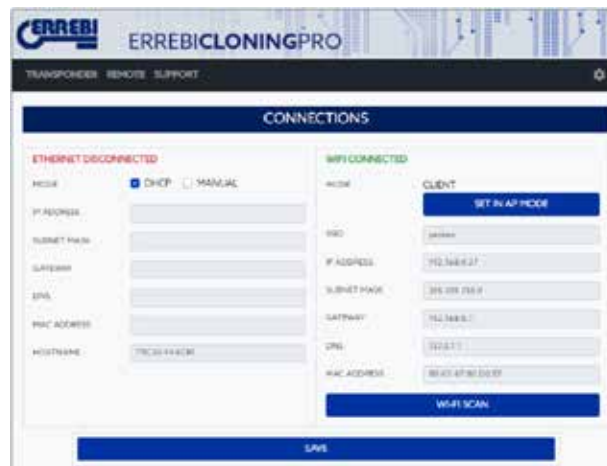 ERREBI
ERREBICLONINGPRO
TRANSPONDER REMOTE SUPPORT
CONNECTIONS
ETHERNET DISCONNECTED
MODE
DHCP
MANUAL
IP ADDRESS
SUBNET MASK
GATEWAY
DNS
MAC ADDRESS
HOSTNAME
WIFI CONNECTED
MODE
CLIENT
SET IN AP MODE
SSID
IP ADDRESS
SUBNET MASK
GATEWAY
DNS
MAC ADDRESS
WI-FI SCAN
SAVE